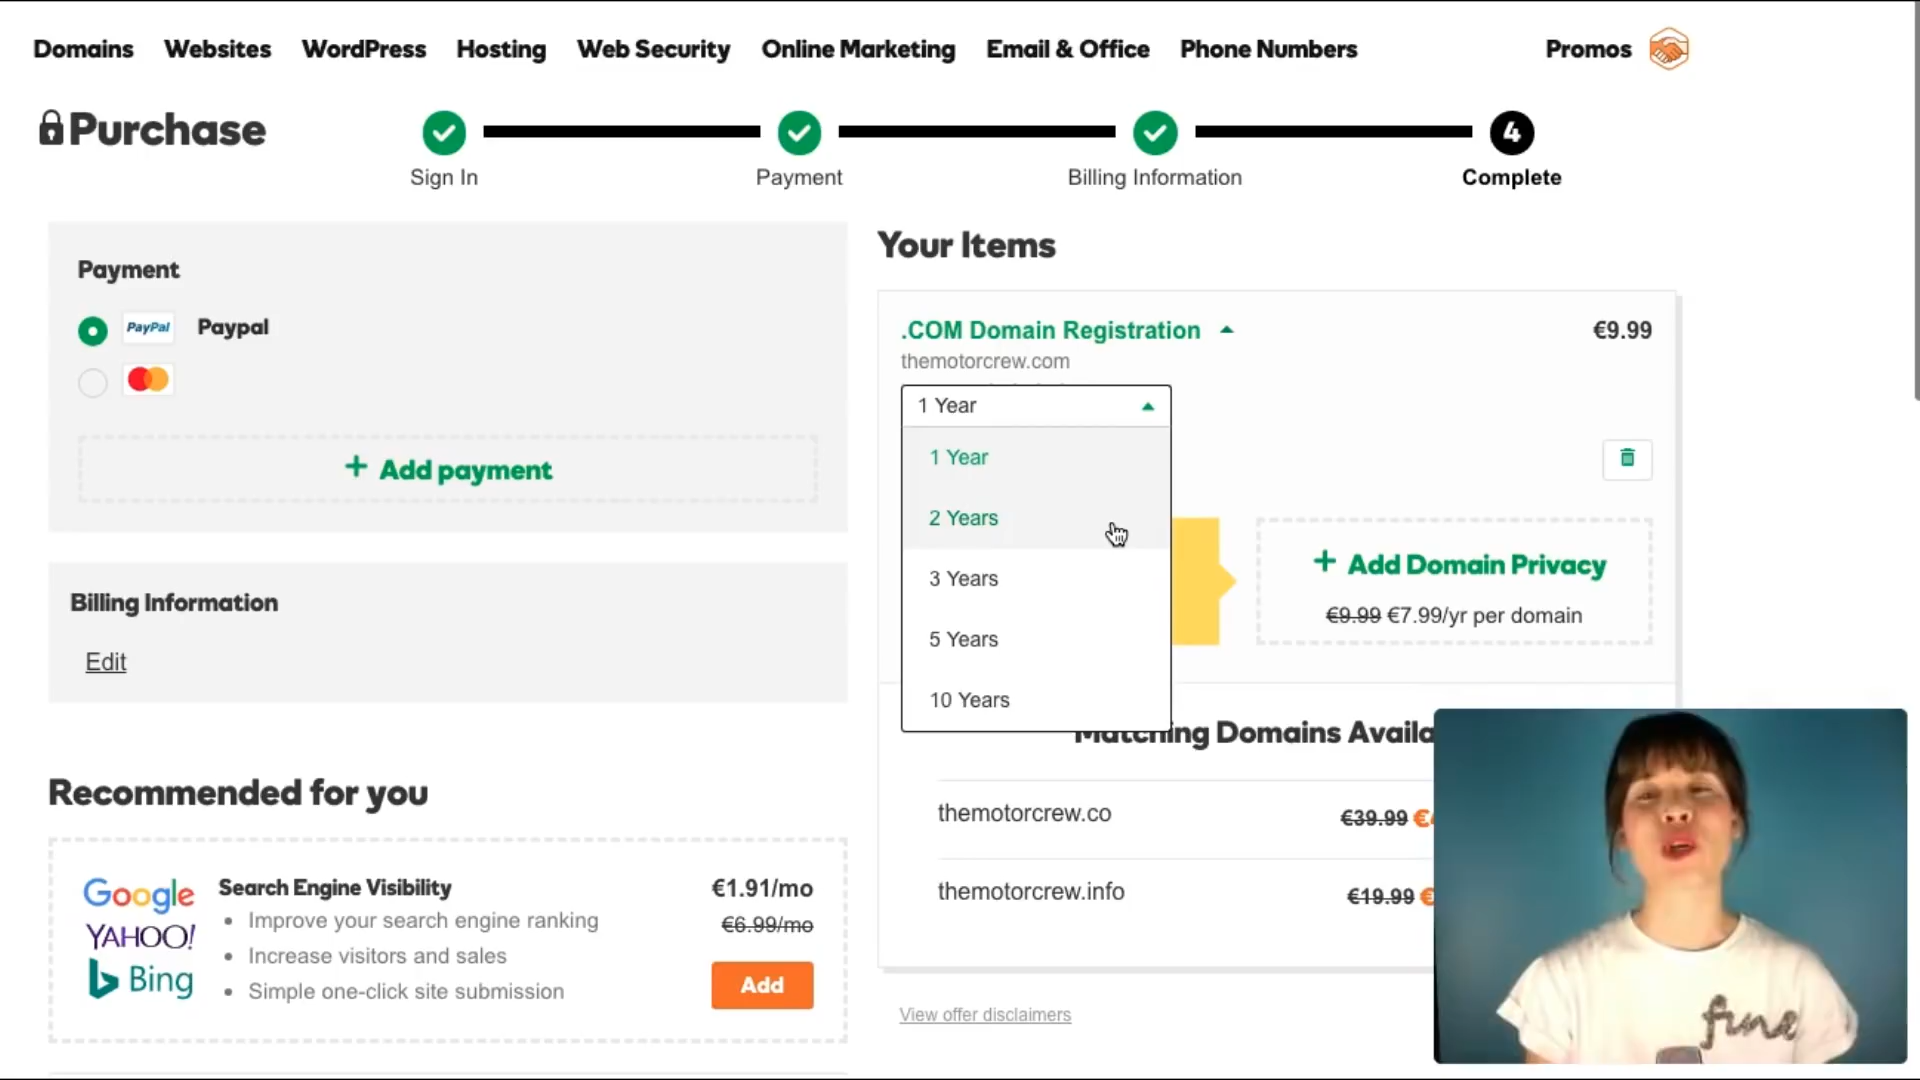 Domains Websites WordPress Hosting Web Security Online Marketing Email & Office Phone Numbers Promos
Purchase
4
Sign In Payment Billing Information Complete
Payment
PayPal Paypal
+ Add payment
Billing Information
Edit
Recommended for you
Google
YAHOO!
Bing
Search Engine Visibility
• Improve your search engine ranking
• Increase visitors and sales
• Simple one-click site submission
€1.91/mo
€6.99/mo
Add
Your Items
.COM Domain Registration €9.99
themotorcrew.com
1 Year
1 Year
2 Years
3 Years
5 Years
10 Years
+ Add Domain Privacy
€9.99 €7.99/yr per domain
Matching Domains Availa
themotorcrew.co €39.99 €
themotorcrew.info €19.99 €
View offer disclaimers
fine